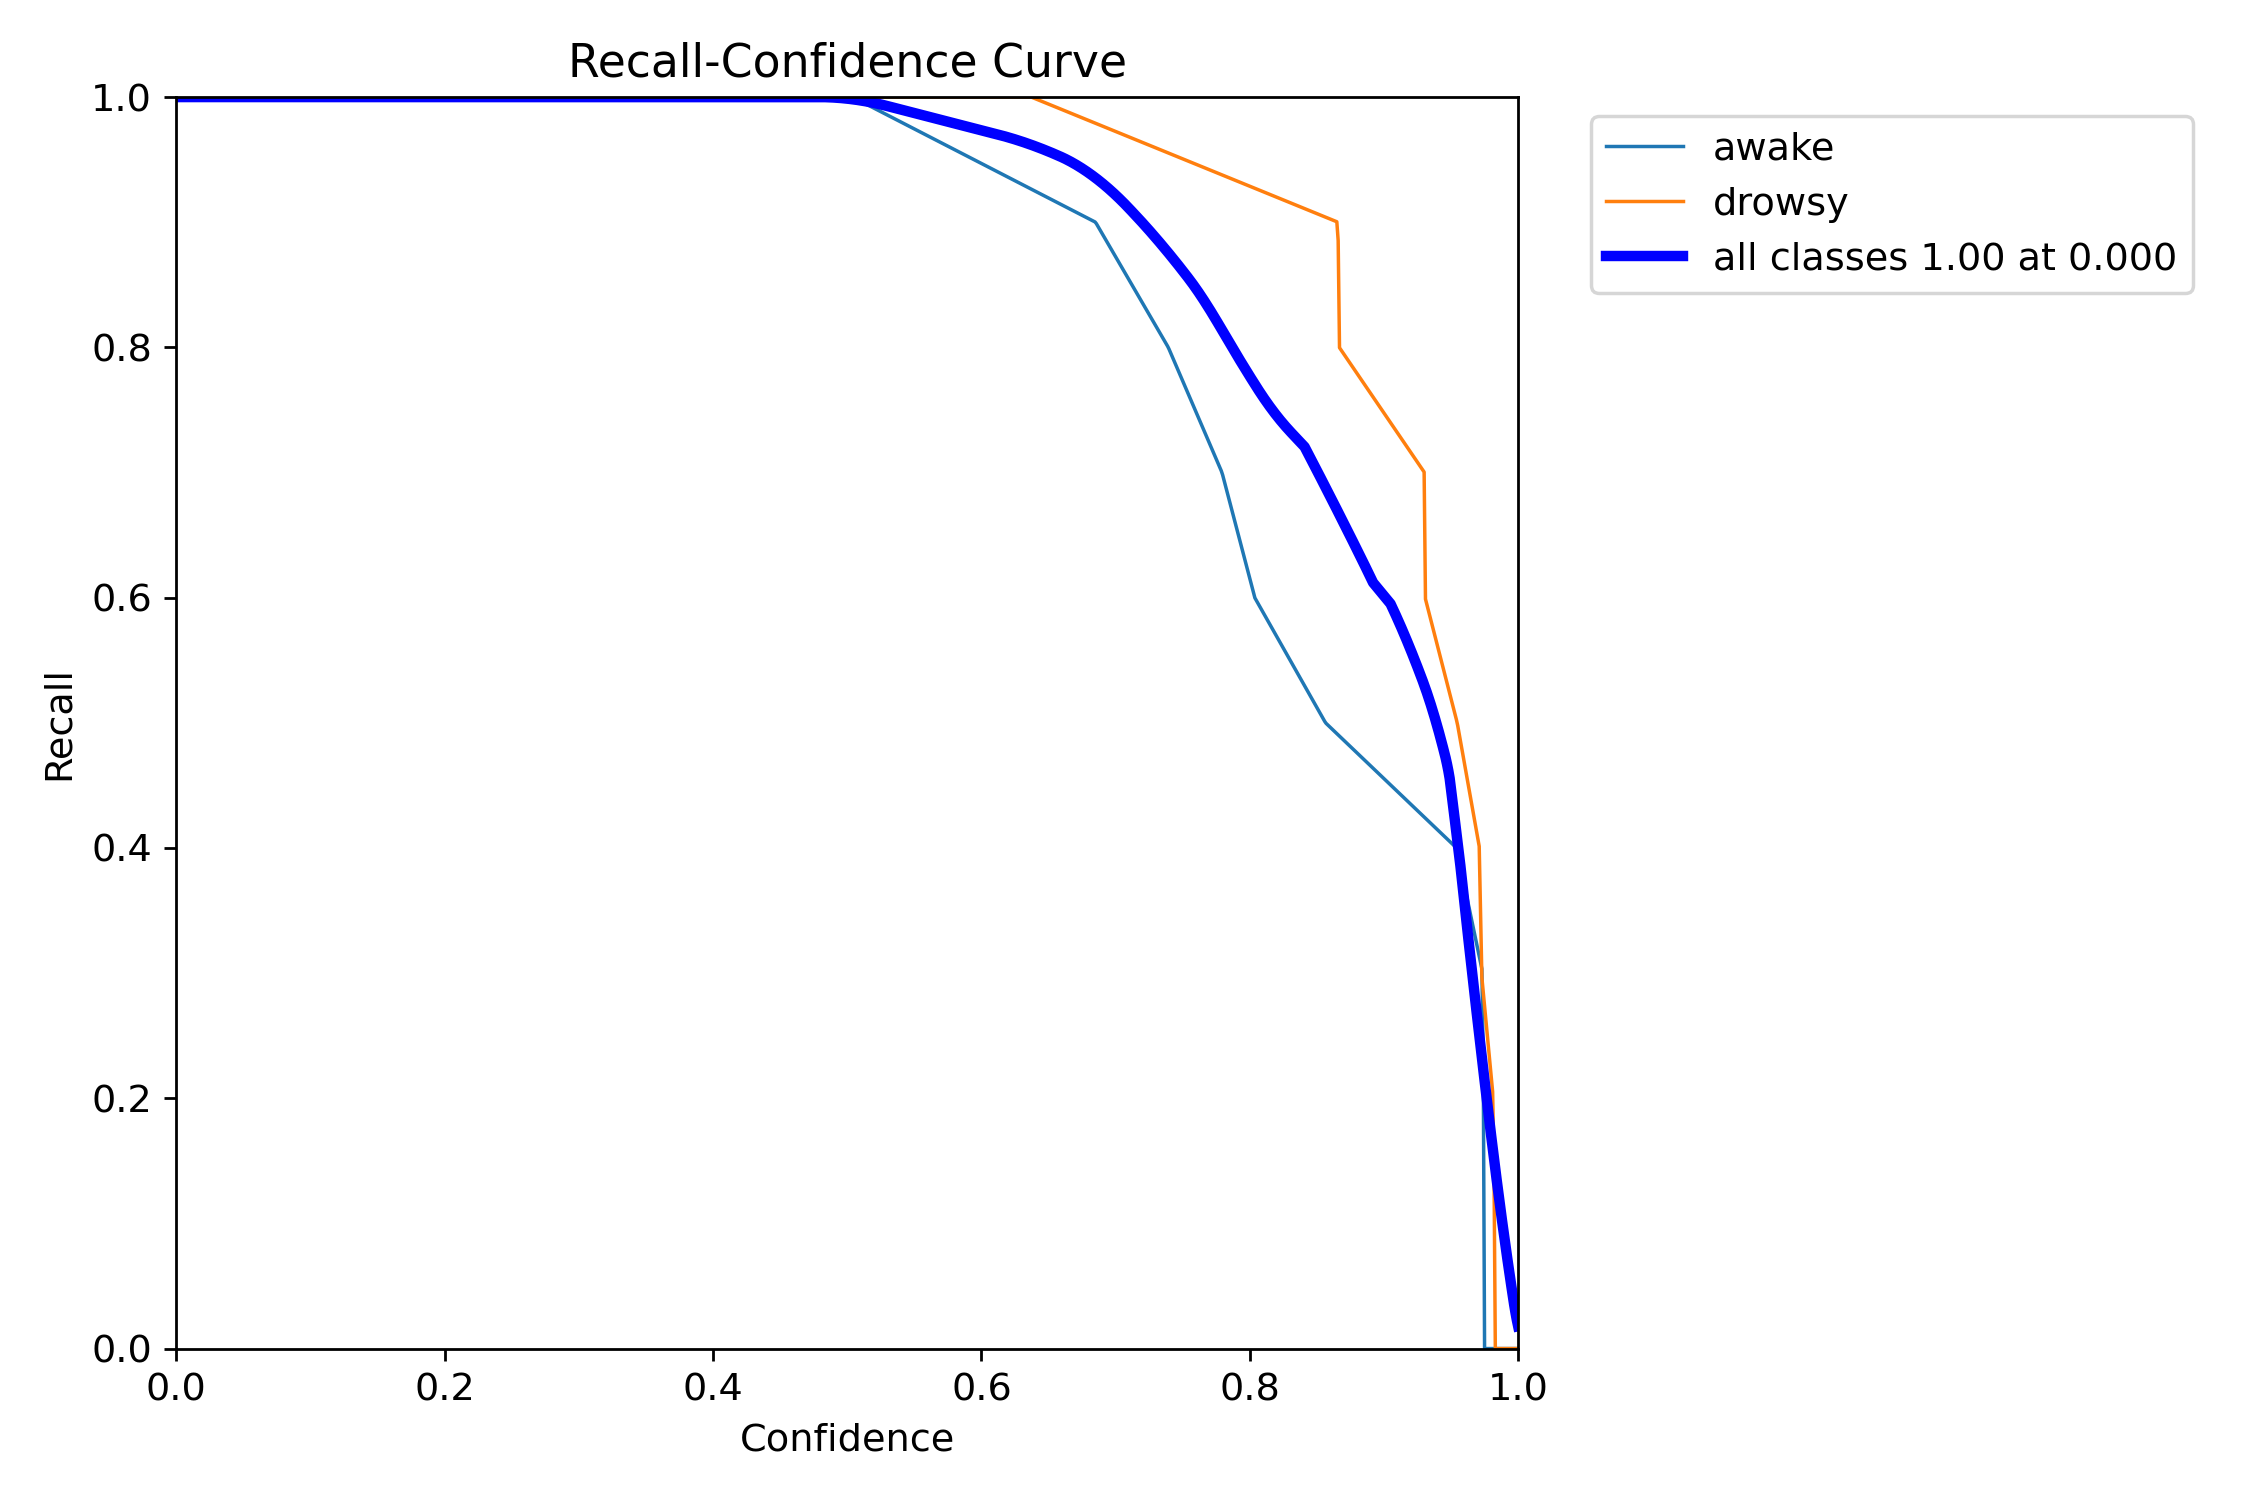 Recall-Confidence Curve
1.0
0.8
0.6
0.4
0.2
0.0
Recall
0.0 0.2 0.4 0.6 0.8 1.0
Confidence
awake
drowsy
all classes 1.00 at 0.000